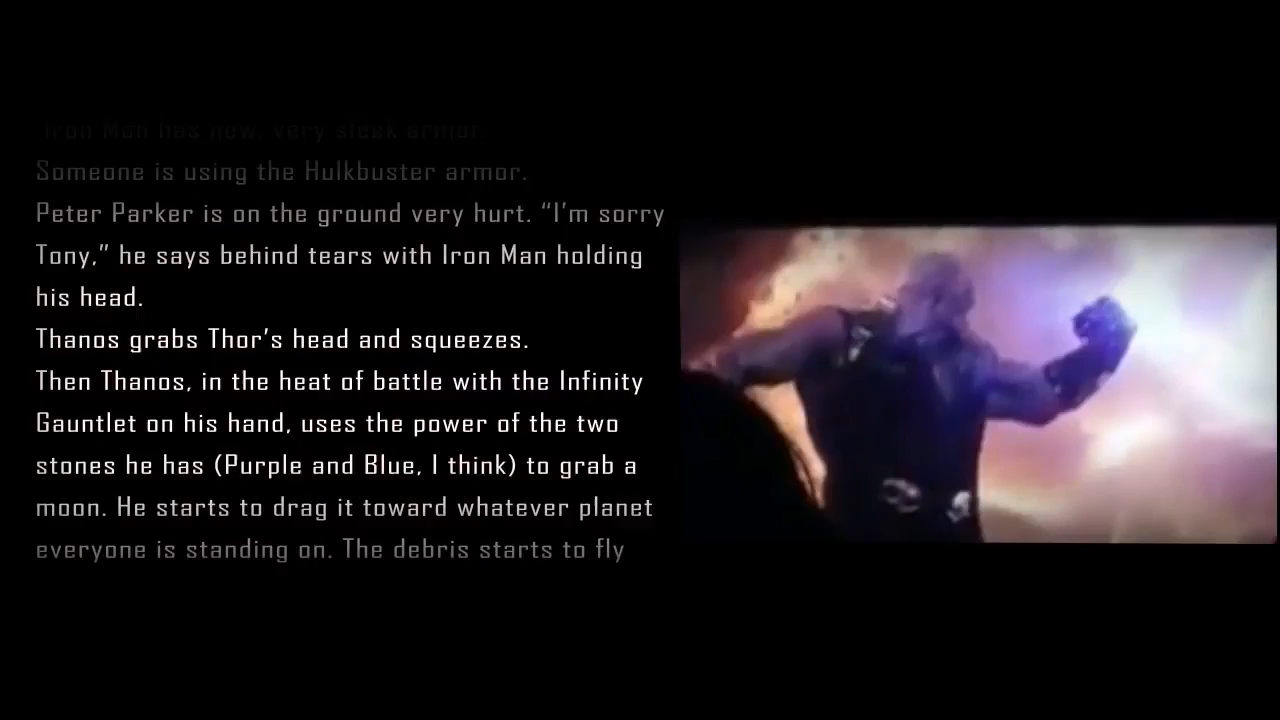 Iron Man has new, very sleek armor.
Someone is using the Hulkbuster armor.
Peter Parker is on the ground very hurt. “I’m sorry
Tony,” he says behind tears with Iron Man holding
his head.
Thanos grabs Thor’s head and squeezes.
Then Thanos, in the heat of battle with the Infinity
Gauntlet on his hand, uses the power of the two
stones he has (Purple and Blue, I think) to grab a
moon. He starts to drag it toward whatever planet
everyone is standing on. The debris starts to fly